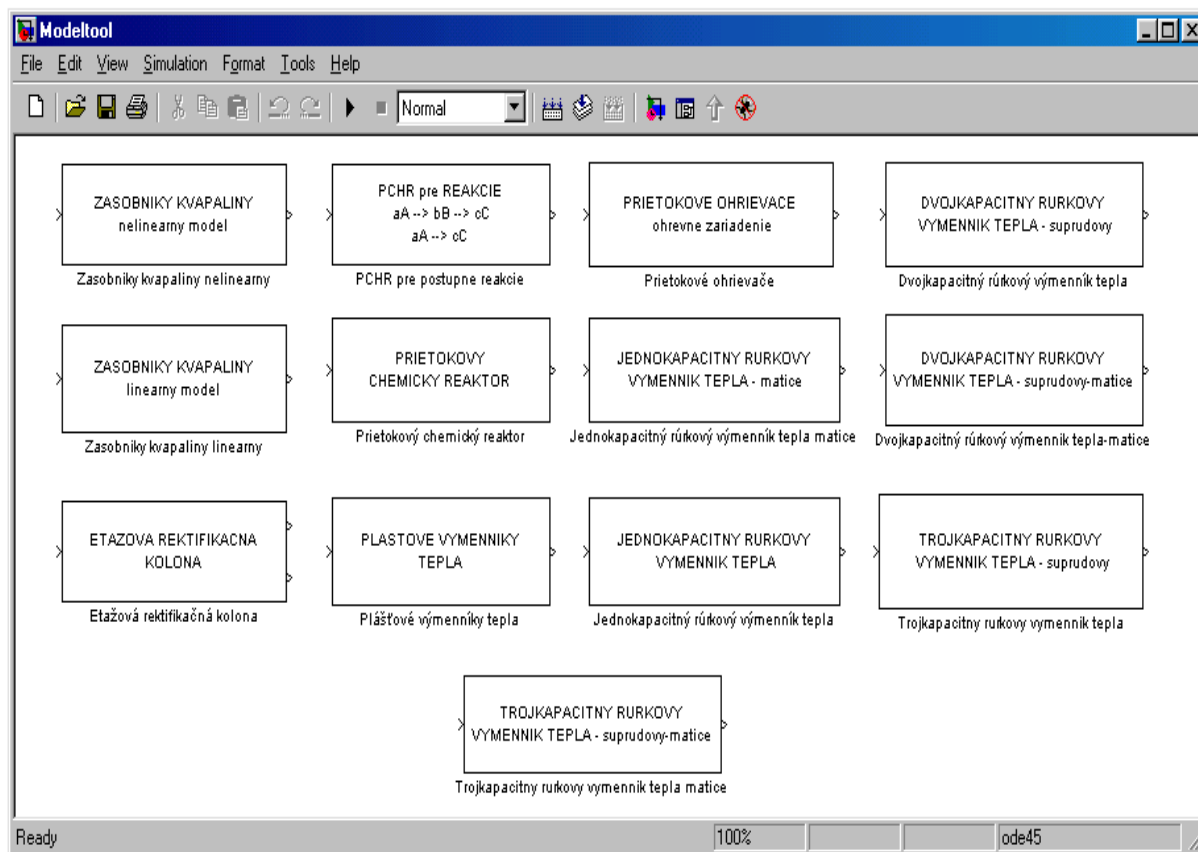 Modeltool
File Edit View Simulation Format Tools Help
Normal
ZASOBNIKY KVAPALINY
nelinearny model
Zasobniky kvapaliny nelinearny
PCHR pre REAKCIE
aA --> bB --> cC
aA --> cC
PCHR pre postupne reakcie
PRIETOKOVE OHRIEVACE
ohrevne zariadenie
Prietokové ohrievače
DVOJKAPACITNY RURKOVY
VYMENNIK TEPLA - suprudovy
Dvojkapacitný rúrkový výmenník tepla
ZASOBNIKY KVAPALINY
linearny model
Zasobniky kvapaliny linearny
PRIETOKOVY
CHEMICKY REAKTOR
Prietokový chemický reaktor
JEDNOKAPACITNY RURKOVY
VYMENNIK TEPLA - matice
Jednokapacitný rúrkový výmenník tepla matice
DVOJKAPACITNY RURKOVY
VYMENNIK TEPLA - suprudovy-matice
Dvojkapacitný rúrkový výmennik tepla-matice
ETAZOVA REKTIFIKACNA
KOLONA
Etažová rektifikačná kolona
PLASTOVE VYMENNIKY
TEPLA
Plášťové výmenníky tepla
JEDNOKAPACITNY RURKOVY
VYMENNIK TEPLA
Jednokapacitný rúrkový výmenník tepla
TROJKAPACITNY RURKOVY
VYMENNIK TEPLA - suprudovy
Trojkapacitny rurkovy vymennik tepla
TROJKAPACITNY RURKOVY
VYMENNIK TEPLA - suprudovy-matice
Trojkapacitny rurkovy vymennik tepla matice
Ready
100%
ode45